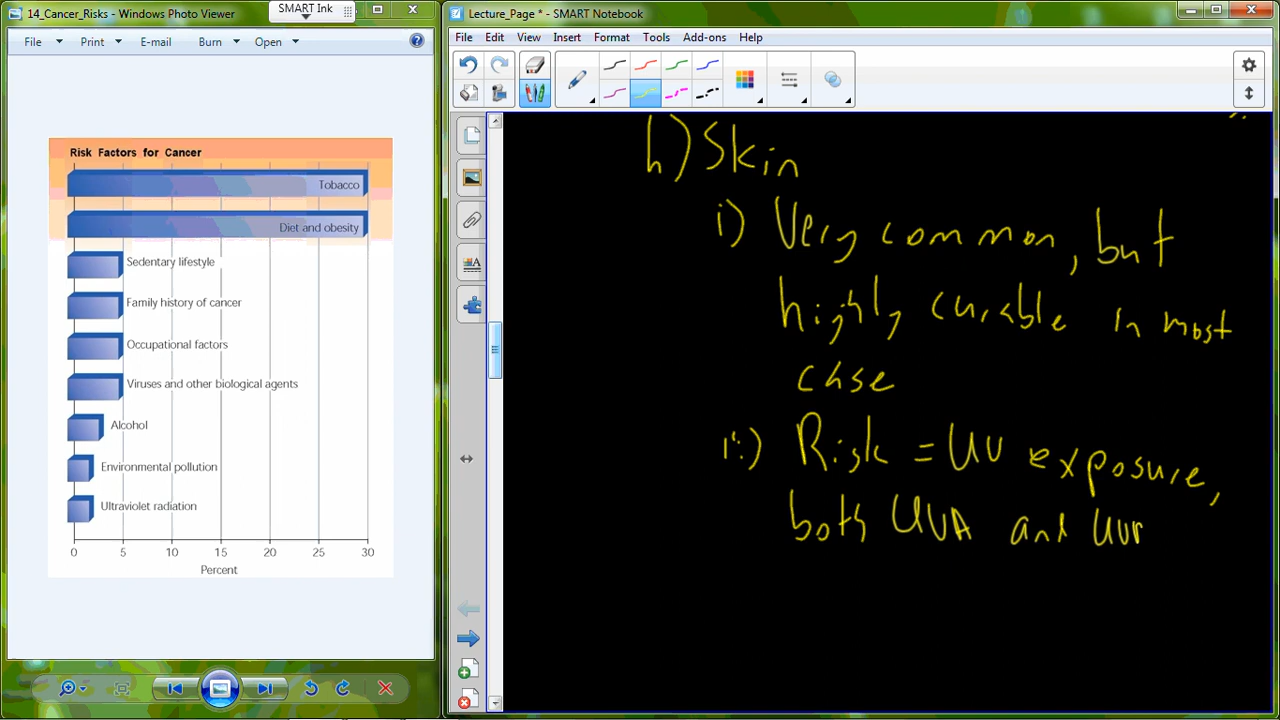 14_Cancer_Risks - Windows Photo Viewer
SMART Ink
File Print E-mail Burn Open
Risk Factors for Cancer
Tobacco
Diet and obesity
Sedentary lifestyle
Family history of cancer
Occupational factors
Viruses and other biological agents
Alcohol
Environmental pollution
Ultraviolet radiation
0 5 10 15 20 25 30
Percent
Lecture_Page * - SMART Notebook
File Edit View Insert Format Tools Add-ons Help
h) Skin
i) Very common, but
highly curable in most
case
ii) Risk = UV exposure,
both UVA and